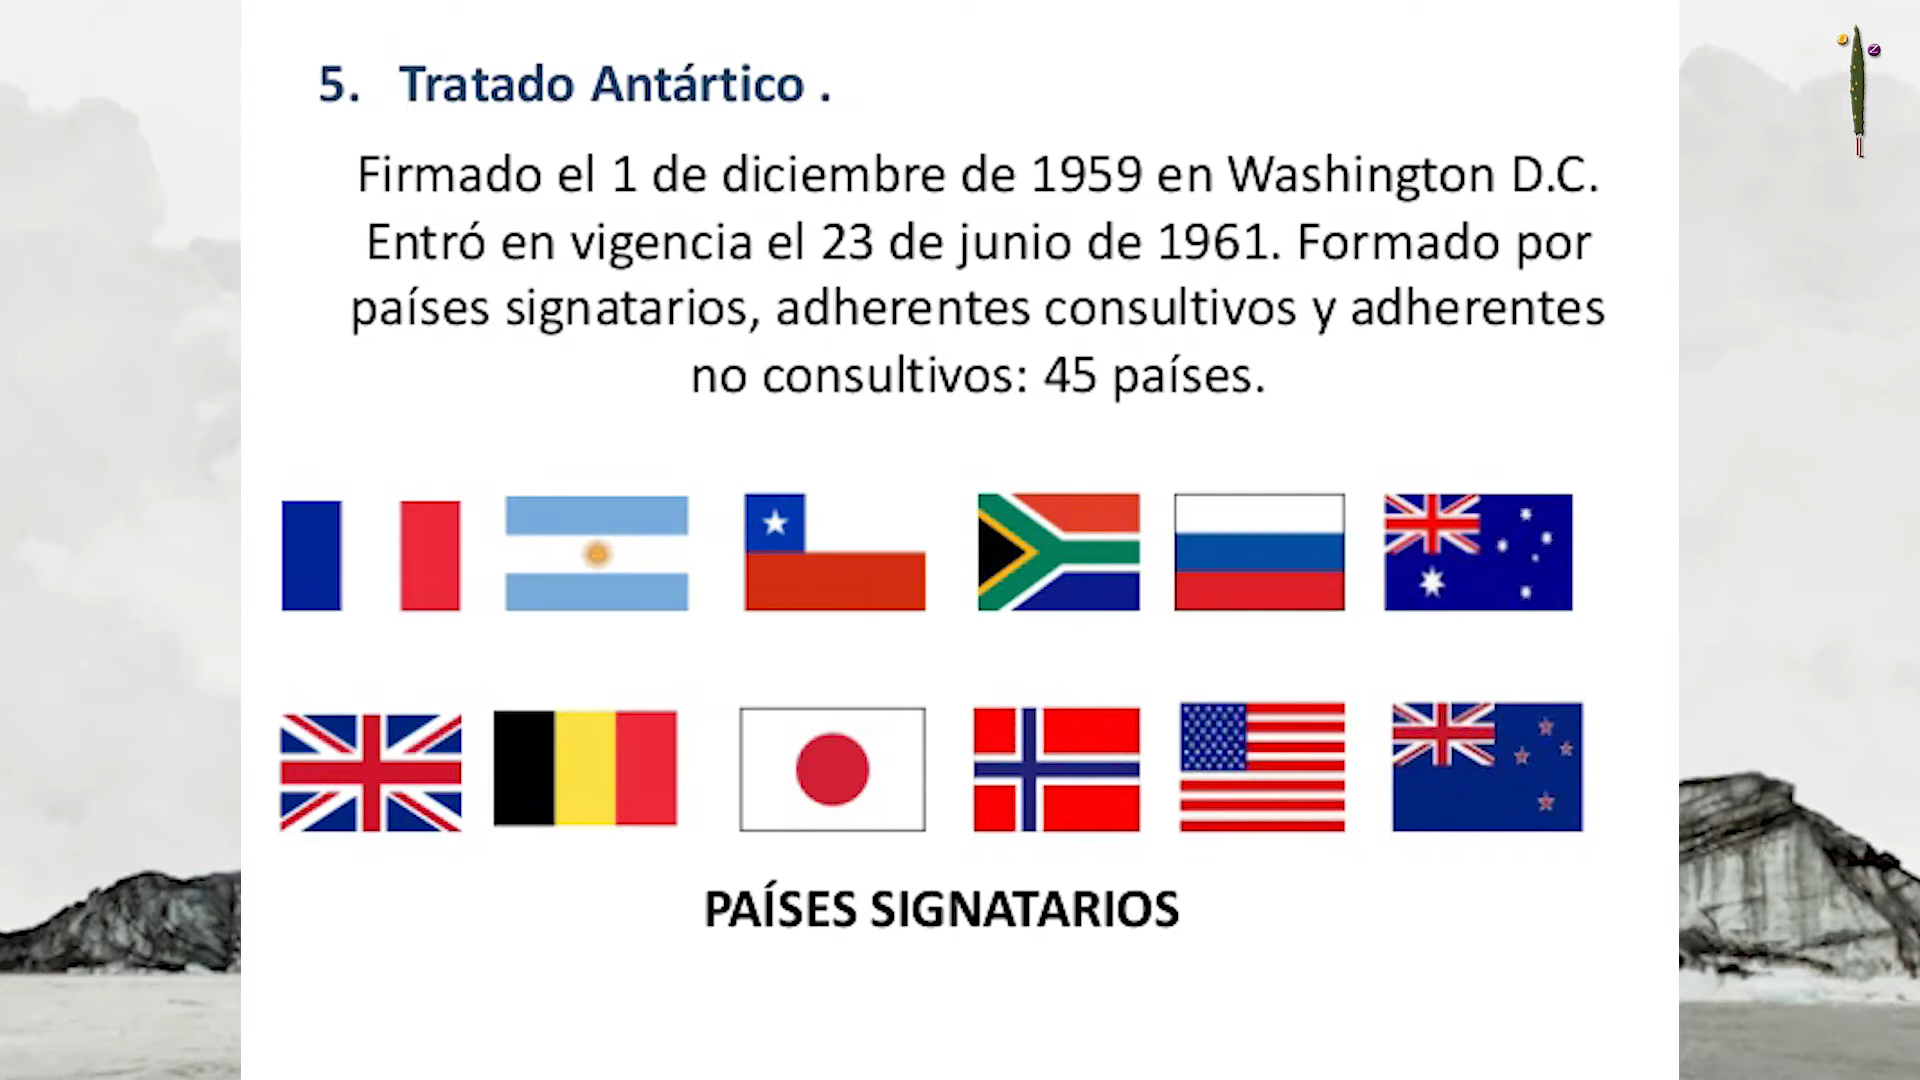 5. Tratado Antártico .
Firmado el 1 de diciembre de 1959 en Washington D.C.
Entró en vigencia el 23 de junio de 1961. Formado por
países signatarios, adherentes consultivos y adherentes
no consultivos: 45 países.
PAÍSES SIGNATARIOS